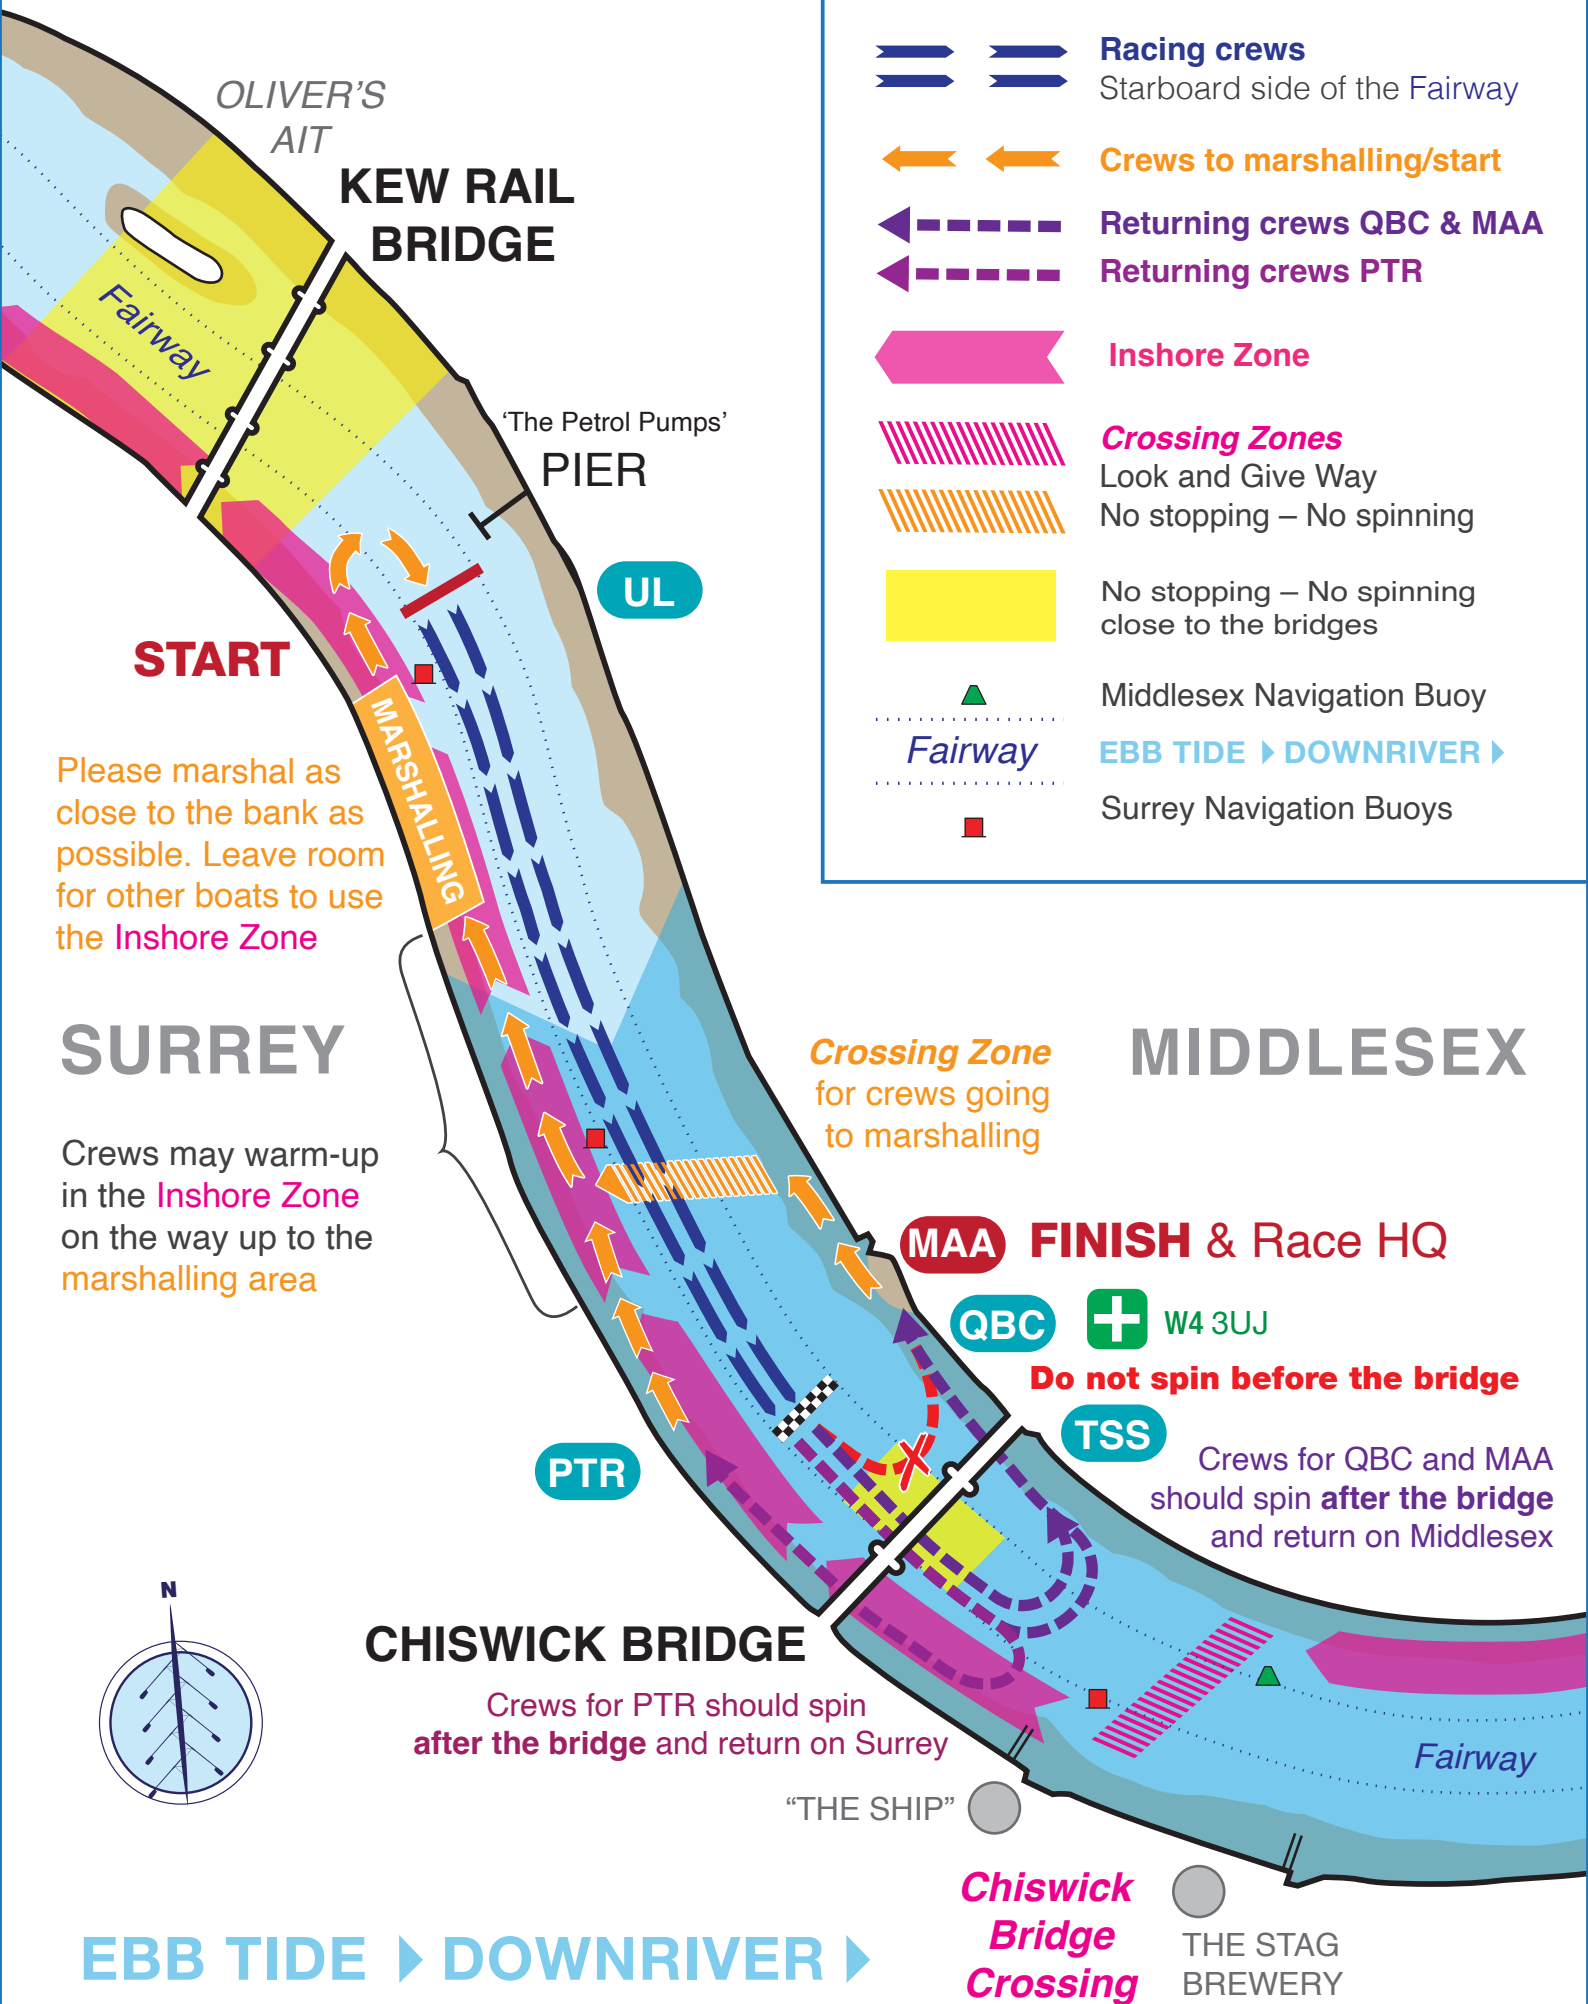 OLIVER'S
AIT
KEW RAIL
BRIDGE
Fairway
'The Petrol Pumps'
PIER
UL
START
MARSHALLING
Please marshal as
close to the bank as
possible. Leave room
for other boats to use
the Inshore Zone
SURREY
Crews may warm-up
in the Inshore Zone
on the way up to the
marshalling area
Racing crews
Starboard side of the Fairway
Crews to marshalling/start
Returning crews QBC & MAA
Returning crews PTR
Inshore Zone
Crossing Zones
Look and Give Way
No stopping – No spinning
No stopping – No spinning
close to the bridges
Middlesex Navigation Buoy
Fairway
EBB TIDE DOWNRIVER
Surrey Navigation Buoys
MIDDLESEX
Crossing Zone
for crews going
to marshalling
MAA FINISH & Race HQ
QBC W4 3UJ
Do not spin before the bridge
TSS
Crews for QBC and MAA
should spin after the bridge
and return on Middlesex
PTR
N
CHISWICK BRIDGE
Crews for PTR should spin
after the bridge and return on Surrey
Fairway
“THE SHIP”
Chiswick
Bridge
Crossing
THE STAG
BREWERY
EBB TIDE DOWNRIVER